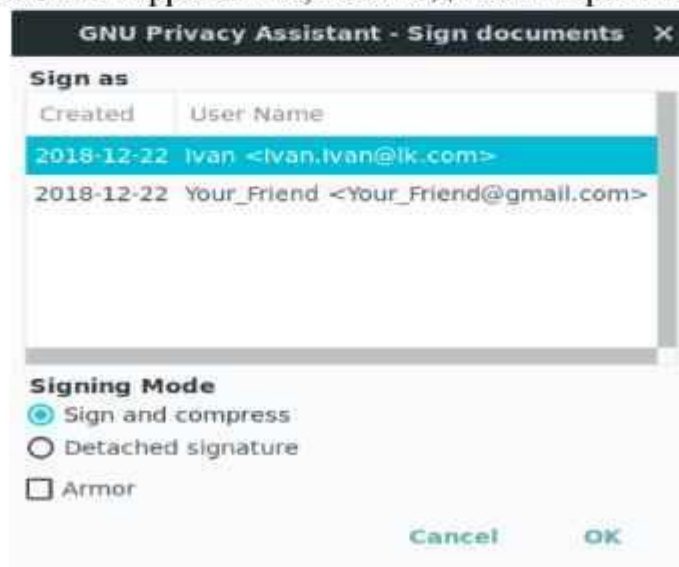 GNU Privacy Assistant - Sign documents ×
Sign as
Created User Name
2018-12-22 Ivan <Ivan.Ivan@lk.com>
2018-12-22 Your_Friend <Your_Friend@gmail.com>
Signing Mode
Sign and compress
Detached signature
Armor
Cancel OK